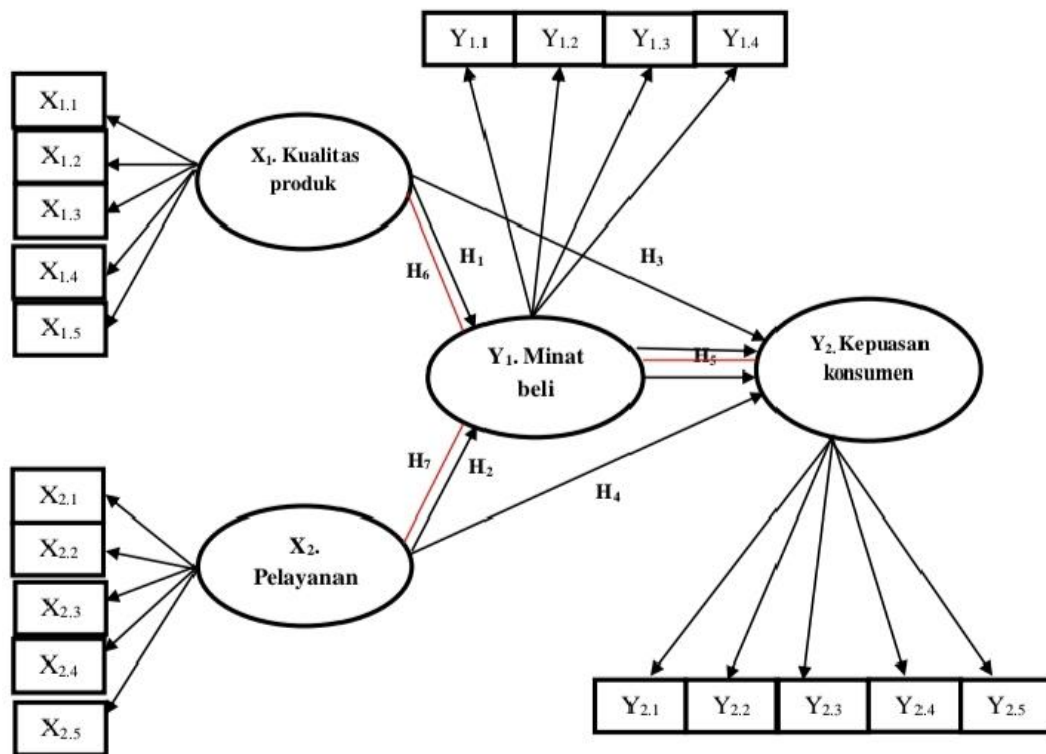 Y1.1 Y1.2 Y1.3 Y1.4
X1.1
X1.2
X1.3
X1.4
X1.5
X1. Kualitas
produk
H1
H6
H3
Y1. Minat
beli
H5
Y2. Kepuasan
konsumen
H7
H2
H4
X2.1
X2.2
X2.3
X2.4
X2.5
X2.
Pelayanan
Y2.1 Y2.2 Y2.3 Y2.4 Y2.5